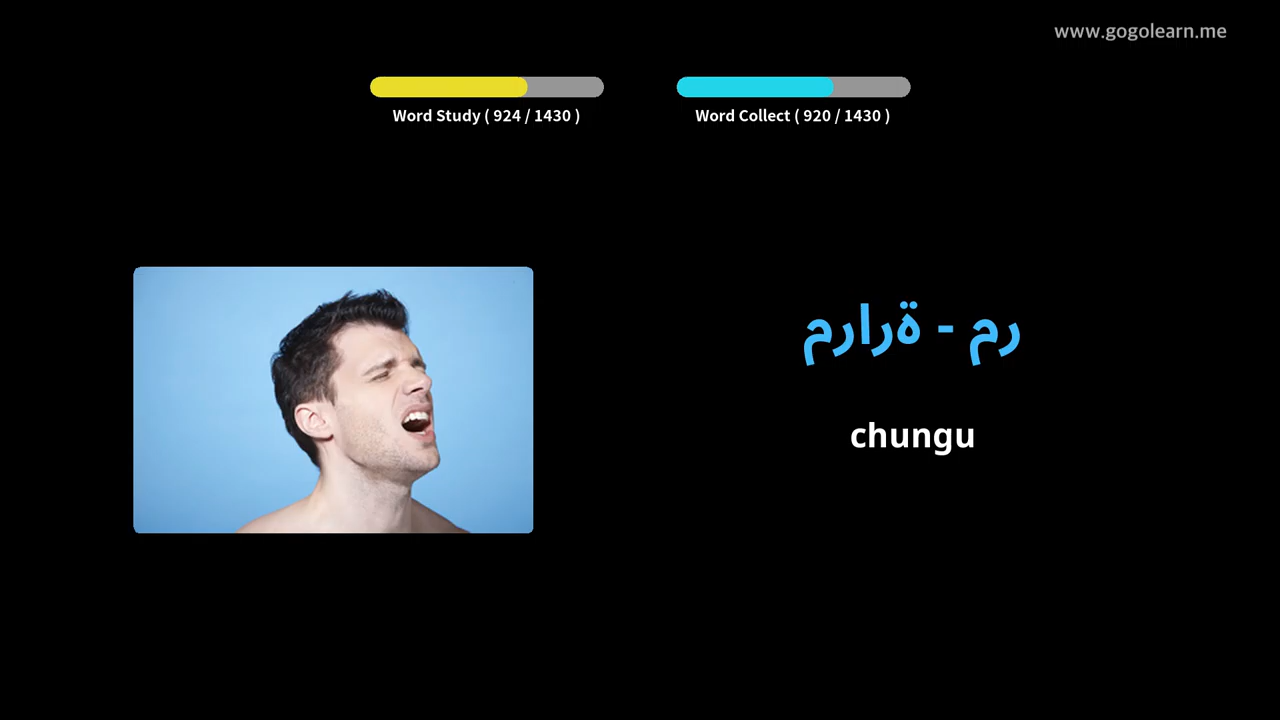 www.gogolearn.me
Word Study ( 924 / 1430 )
Word Collect ( 920 / 1430 )
مرارة - مر
chungu